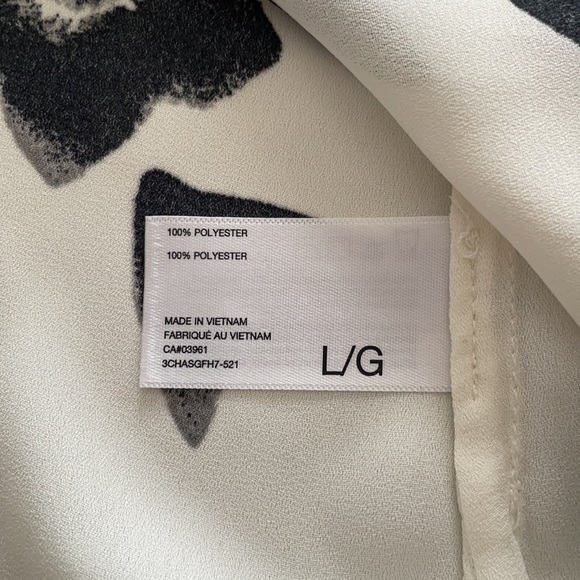 100% POLYESTER
100% POLYESTER
MADE IN VIETNAM
FABRIQUÉ AU VIETNAM
CA#03961
3CHASGFH7-521
L/G